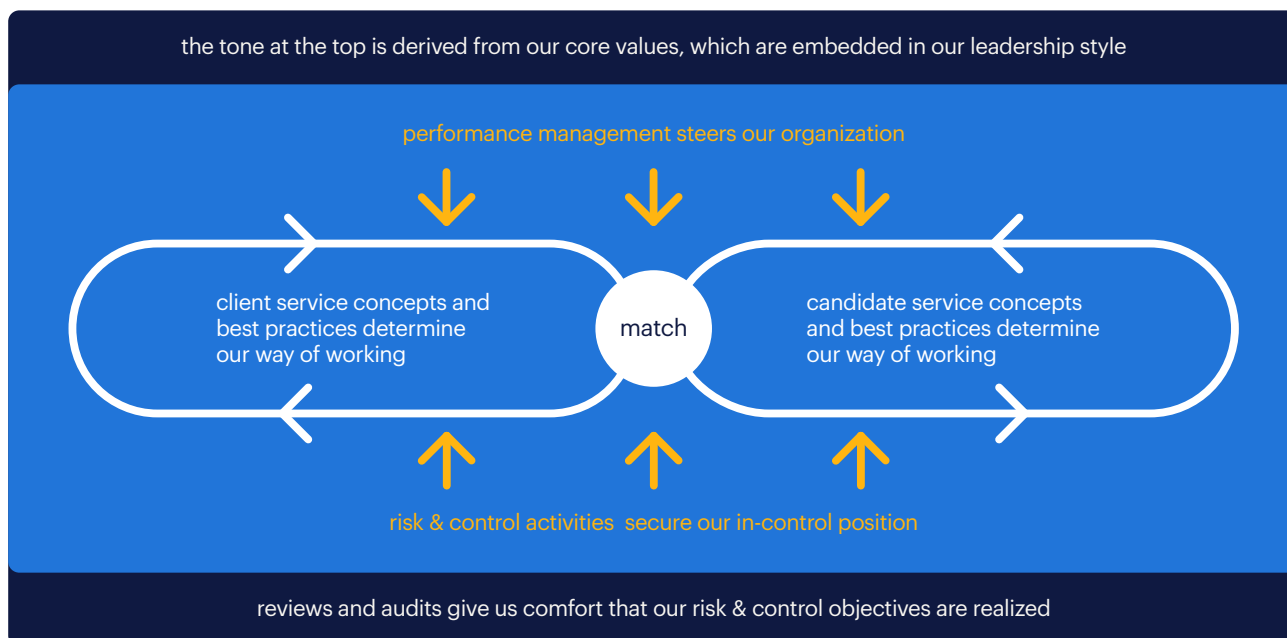 the tone at the top is derived from our core values, which are embedded in our leadership style
performance management steers our organization
client service concepts and
best practices determine
our way of working
match
candidate service concepts
and best practices determine
our way of working
risk & control activities secure our in-control position
reviews and audits give us comfort that our risk & control objectives are realized